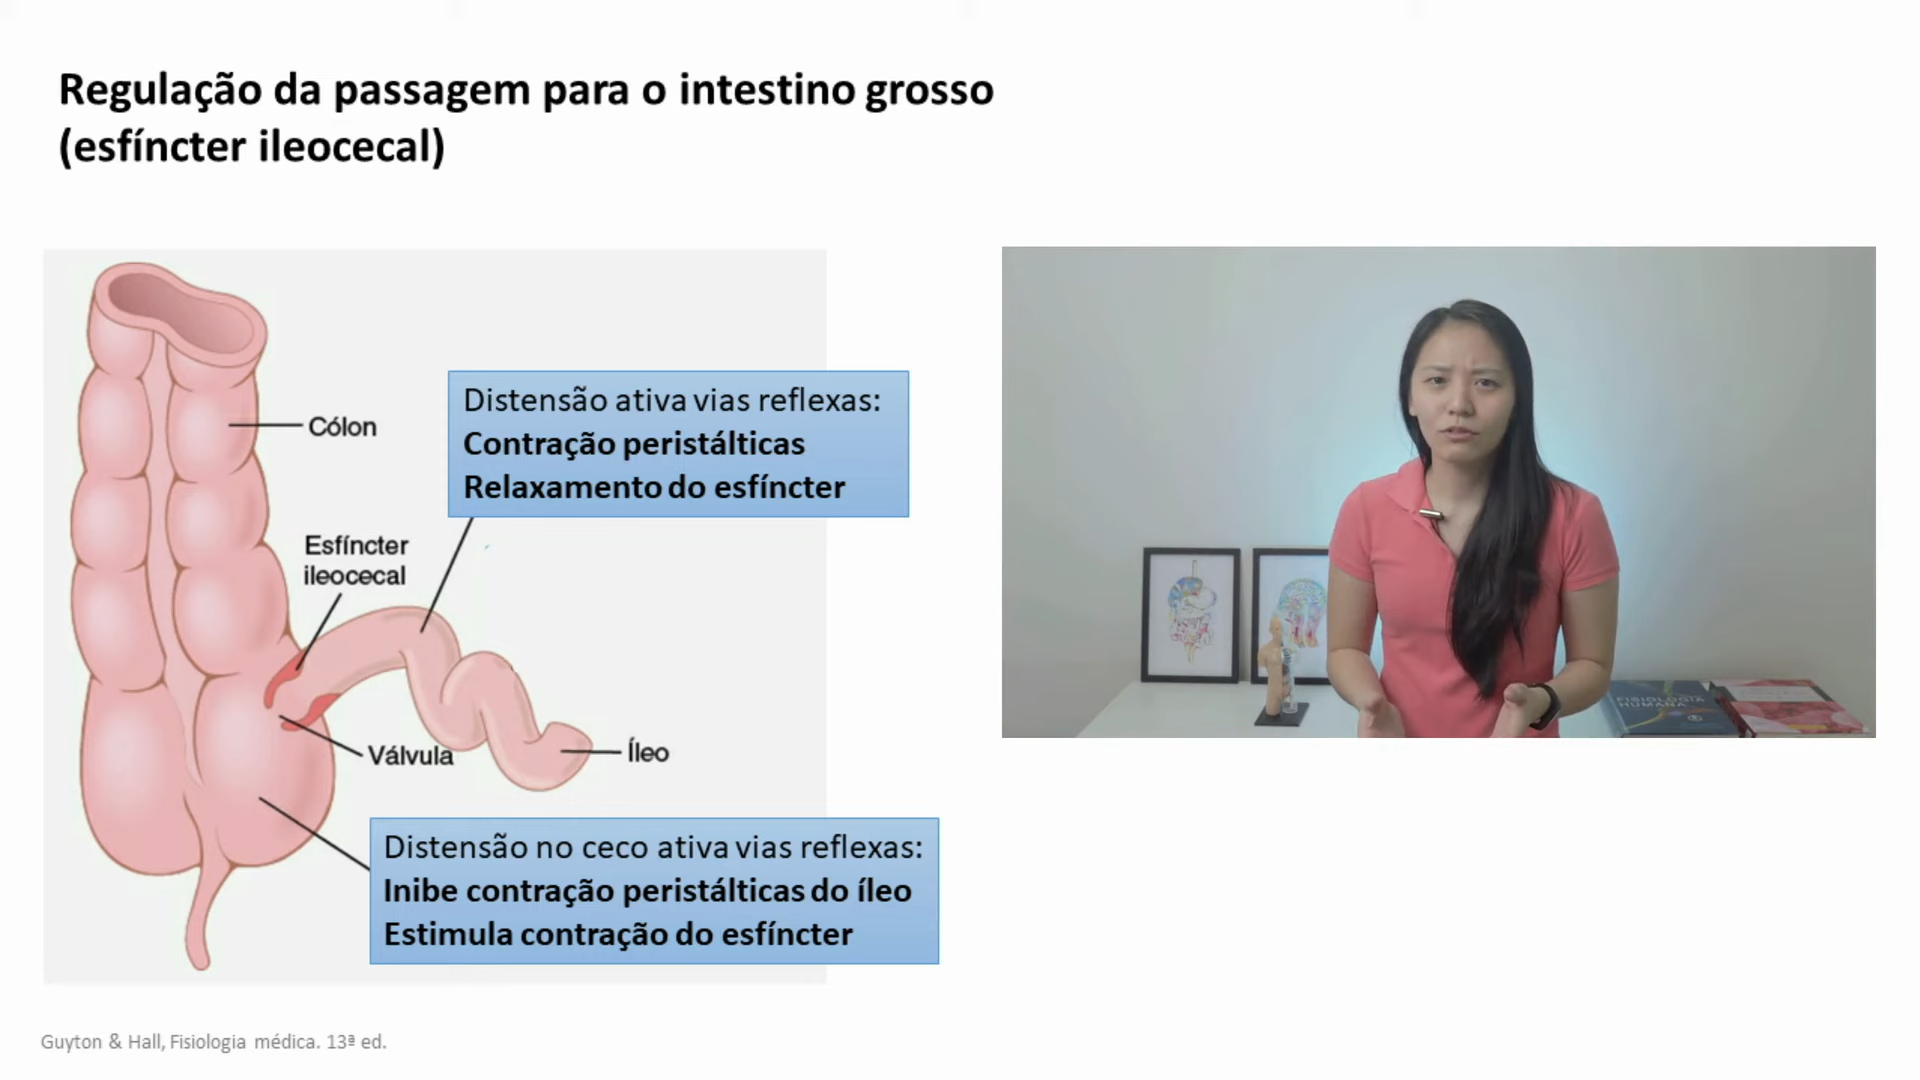 Regulação da passagem para o intestino grosso
(esfíncter ileocecal)
Distensão ativa vias reflexas:
Contração peristálticas
Relaxamento do esfíncter
Cólon
Esfíncter
ileocecal
Válvula
Íleo
Distensão no ceco ativa vias reflexas:
Inibe contração peristálticas do íleo
Estimula contração do esfíncter
FISIOLOGIA
HUMANA
Guyton & Hall, Fisiologia médica. 13ª ed.